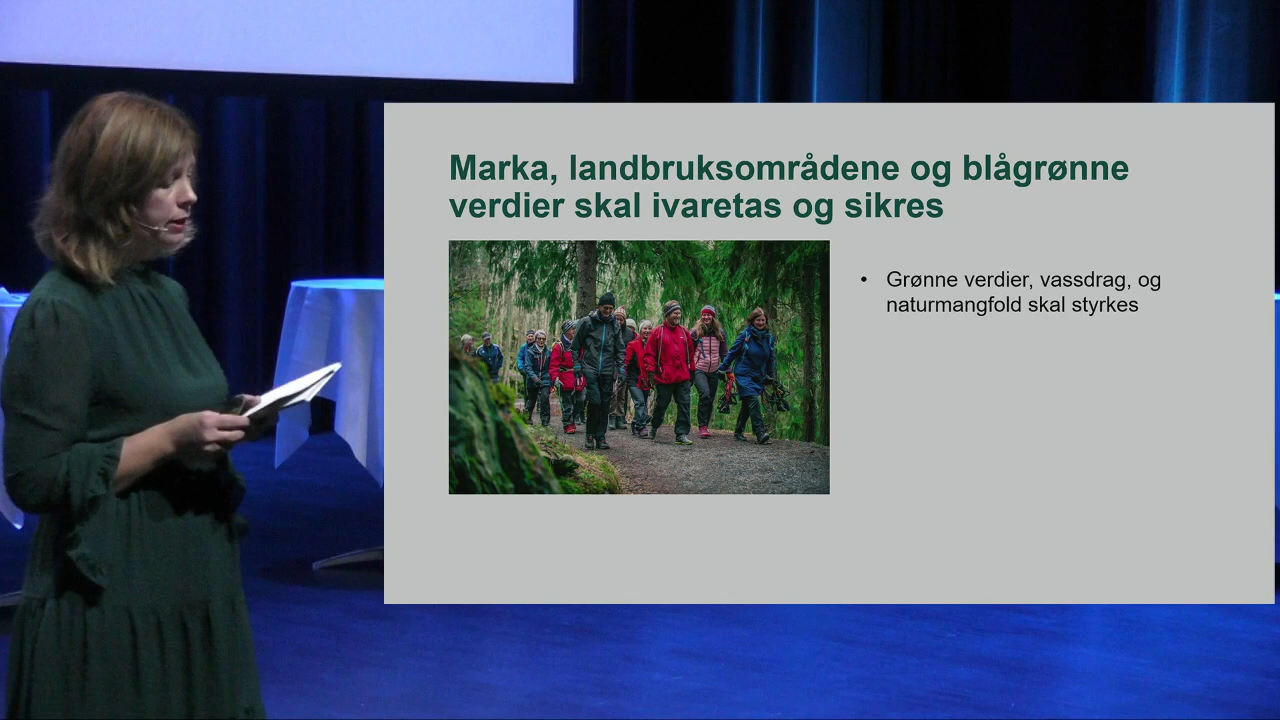 Marka, landbruksområdene og blågrønne
verdier skal ivaretas og sikres
• Grønne verdier, vassdrag, og
naturmangfold skal styrkes